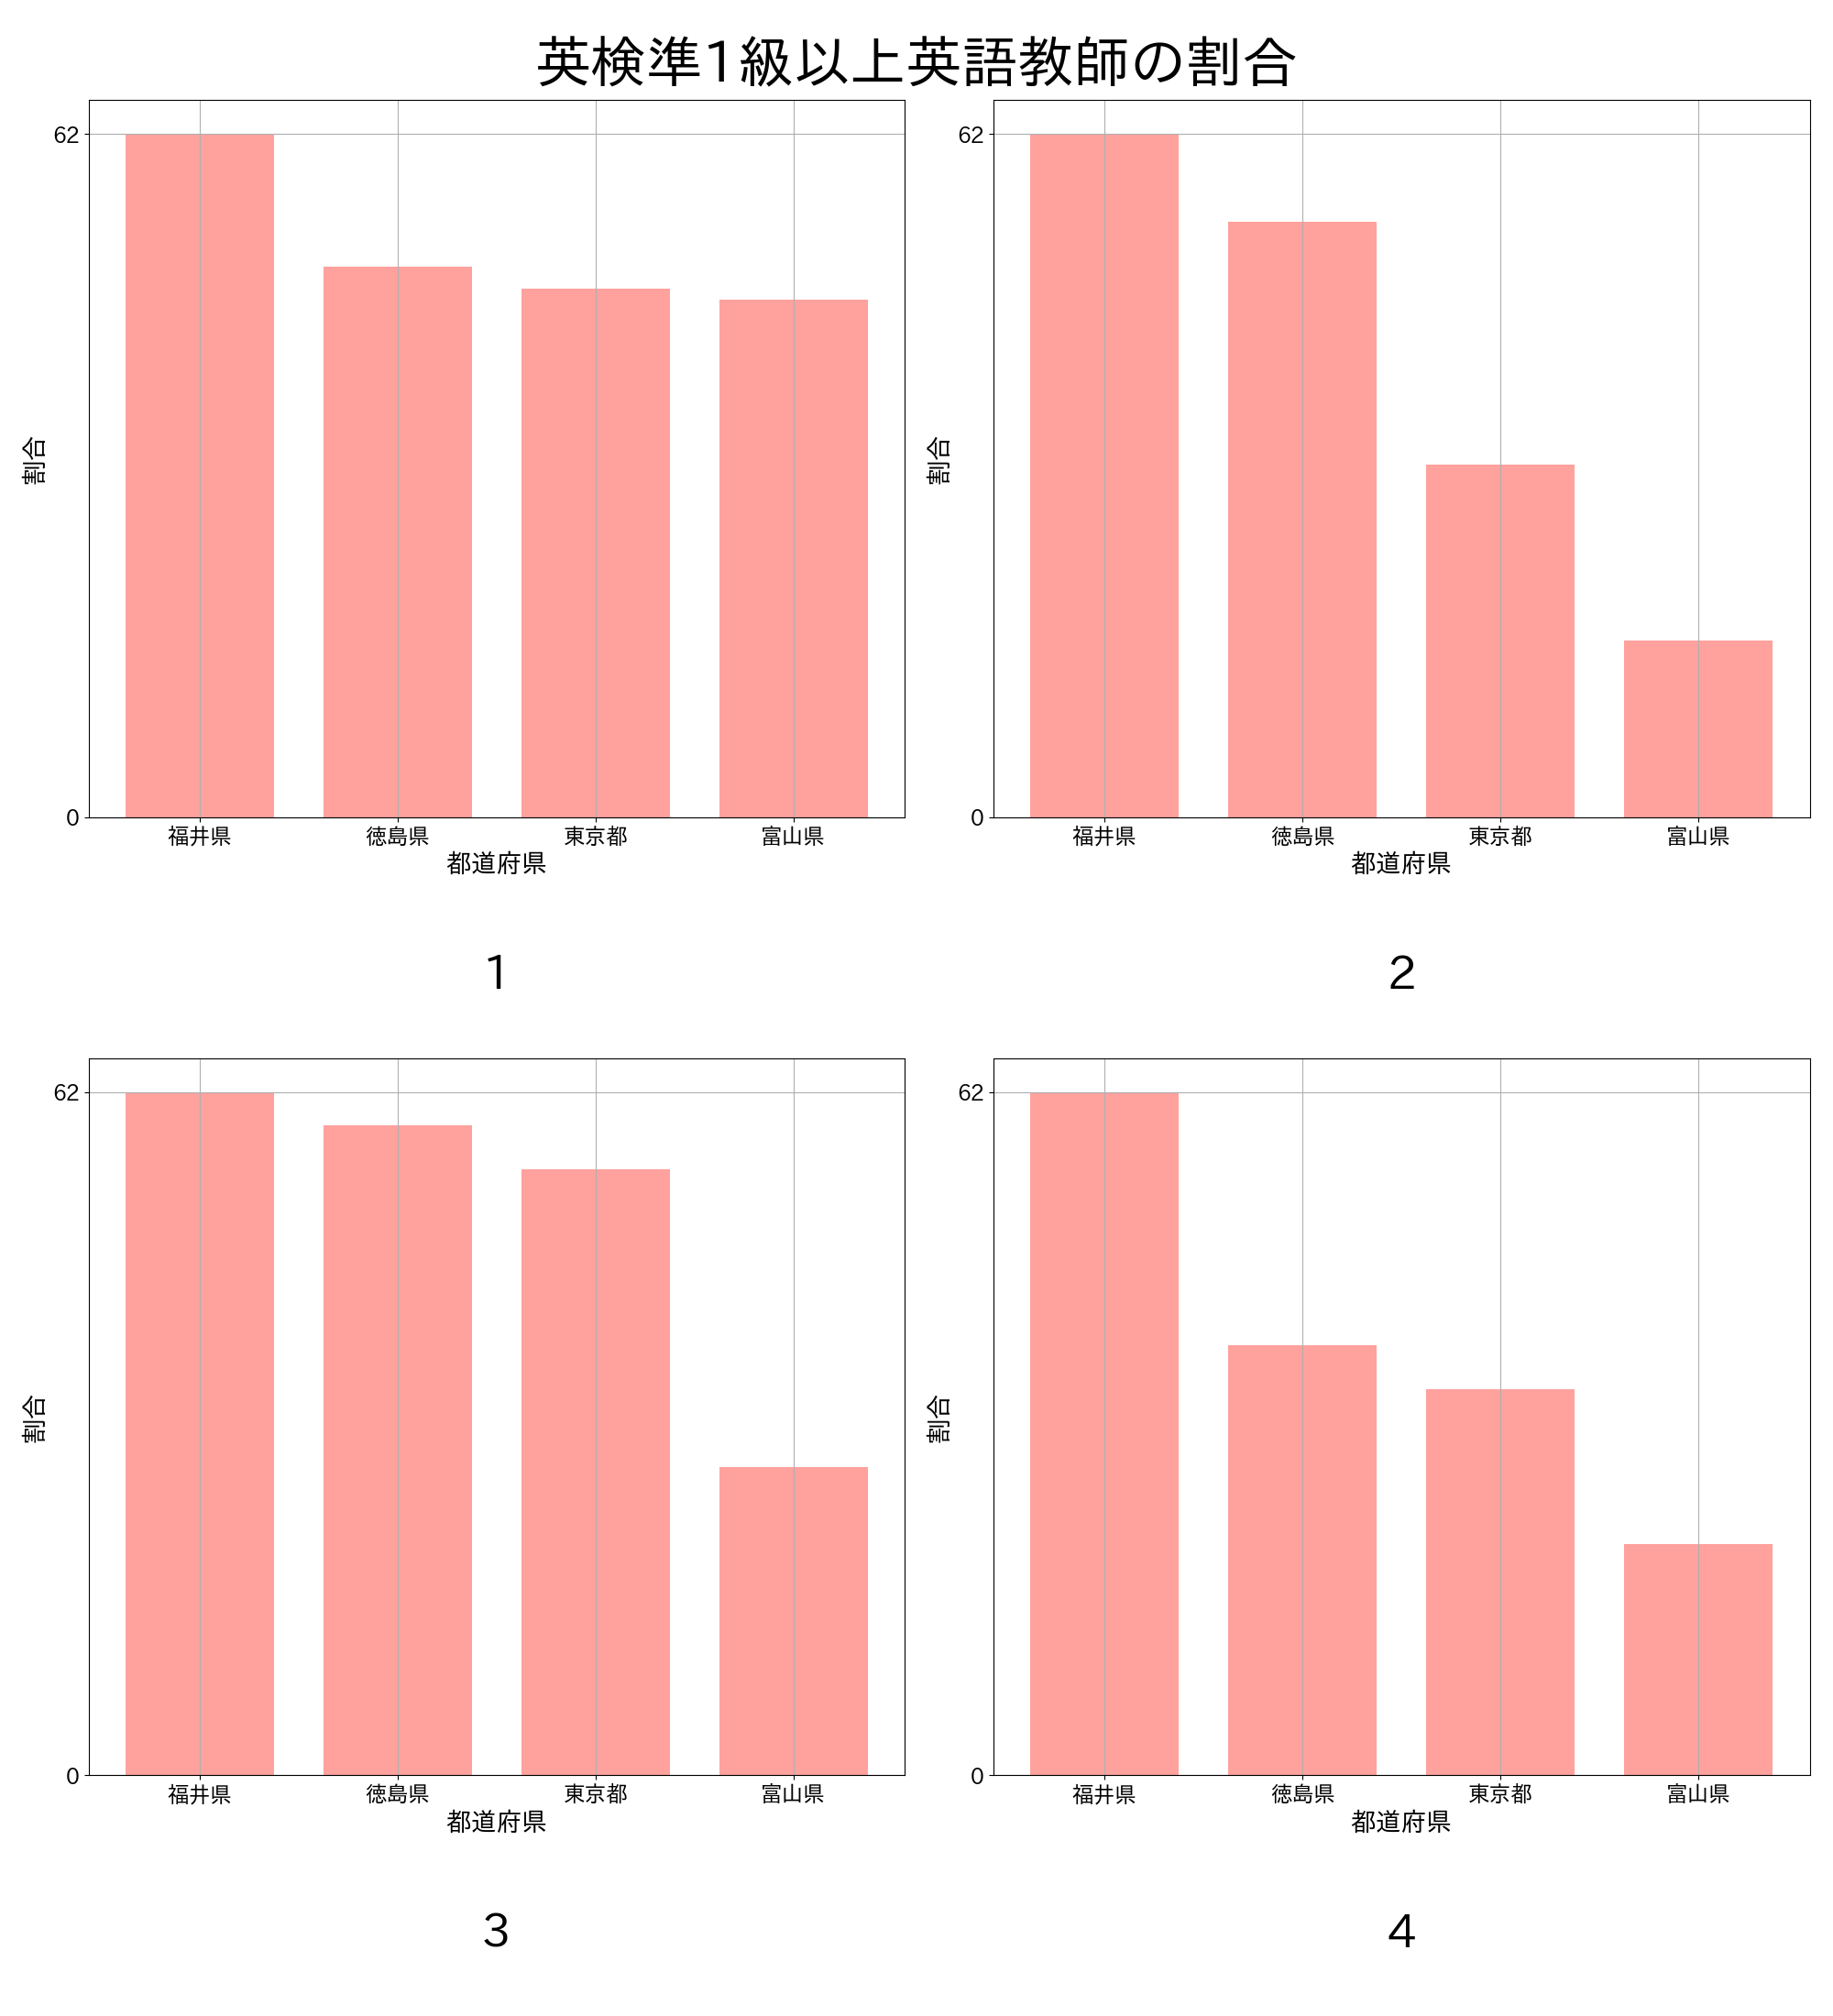 英検準1級以上英語教師の割合
62
0
割合
福井県 徳島県 東京都 富山県
都道府県
1
62
0
割合
福井県 徳島県 東京都 富山県
都道府県
2
62
0
割合
福井県 徳島県 東京都 富山県
都道府県
3
62
0
割合
福井県 徳島県 東京都 富山県
都道府県
4